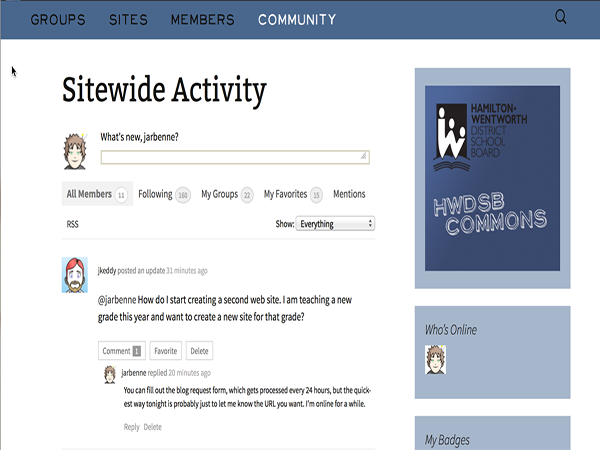 GROUPS SITES MEMBERS COMMUNITY
Sitewide Activity
What's new, jarbenne?
All Members 11 Following 160 My Groups 22 My Favorites 15 Mentions
RSS Show: Everything
jkeddy posted an update 31 minutes ago
@jarbenne How do I start creating a second web site. I am teaching a new
grade this year and want to create a new site for that grade?
Comment 1 Favorite Delete
jarbenne replied 20 minutes ago
You can fill out the blog request form, which gets processed every 24 hours, but the quick-
est way tonight is probably just to let me know the URL you want. I'm online for a while.
Reply Delete
HAMILTON-
WENTWORTH
DISTRICT
SCHOOL
BOARD
HWDSB
COMMONS
Who's Online
My Badges